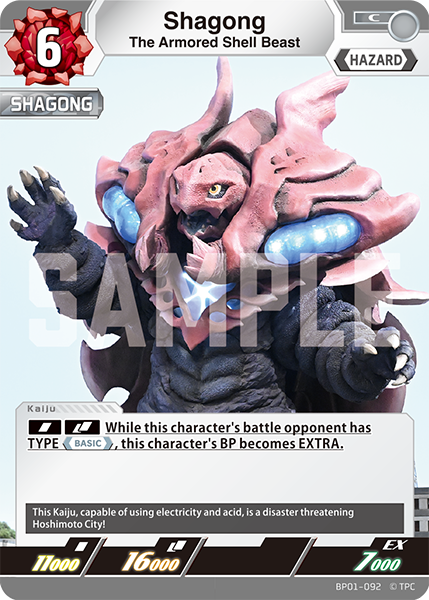 6
Shagong
The Armored Shell Beast
C
HAZARD
SHAGONG
SAMPLE
Kaiju
While this character's battle opponent has
TYPE BASIC, this character's BP becomes EXTRA.
This Kaiju, capable of using electricity and acid, is a disaster threatening
Hoshimoto City!
11000
16000
EX
7000
BP01-092 © TPC